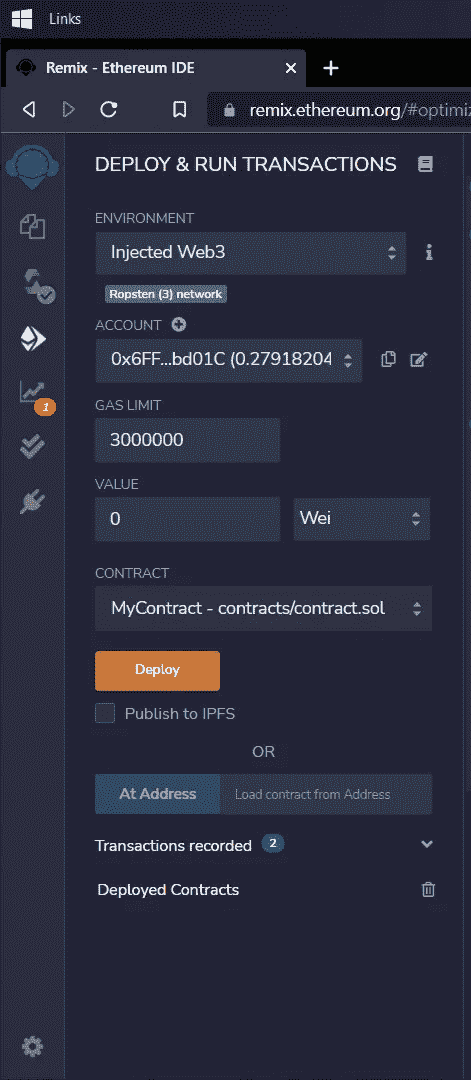 Links
Remix - Ethereum IDE
remix.ethereum.org/#optimiz
DEPLOY & RUN TRANSACTIONS
ENVIRONMENT
Injected Web3
Ropsten (3) network
ACCOUNT
0x6FF...bd01C (0.27918204
GAS LIMIT
3000000
1
VALUE
0 Wei
CONTRACT
MyContract - contracts/contract.sol
Deploy
Publish to IPFS
OR
At Address Load contract from Address
Transactions recorded 2
Deployed Contracts